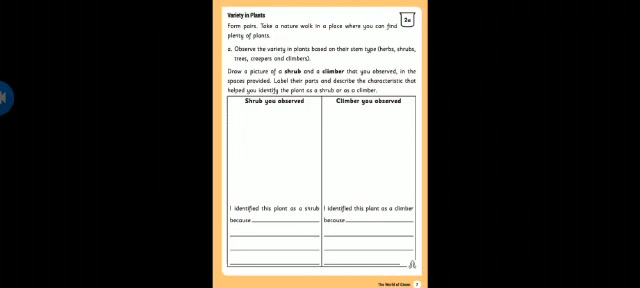 Variety in Plants
2a
Form pairs. Take a nature walk in a place where you can find
plenty of plants.
a. Observe the variety in plants based on their stem type (herbs, shrubs,
trees, creepers and climbers).
Draw a picture of a shrub and a climber that you observed, in the
spaces provided. Label their parts and describe the characteristic that
helped you identify the plant as a shrub or as a climber.
Shrub you observed
Climber you observed
I identified this plant as a shrub
because
I identified this plant as a climber
because
The World of Green 7